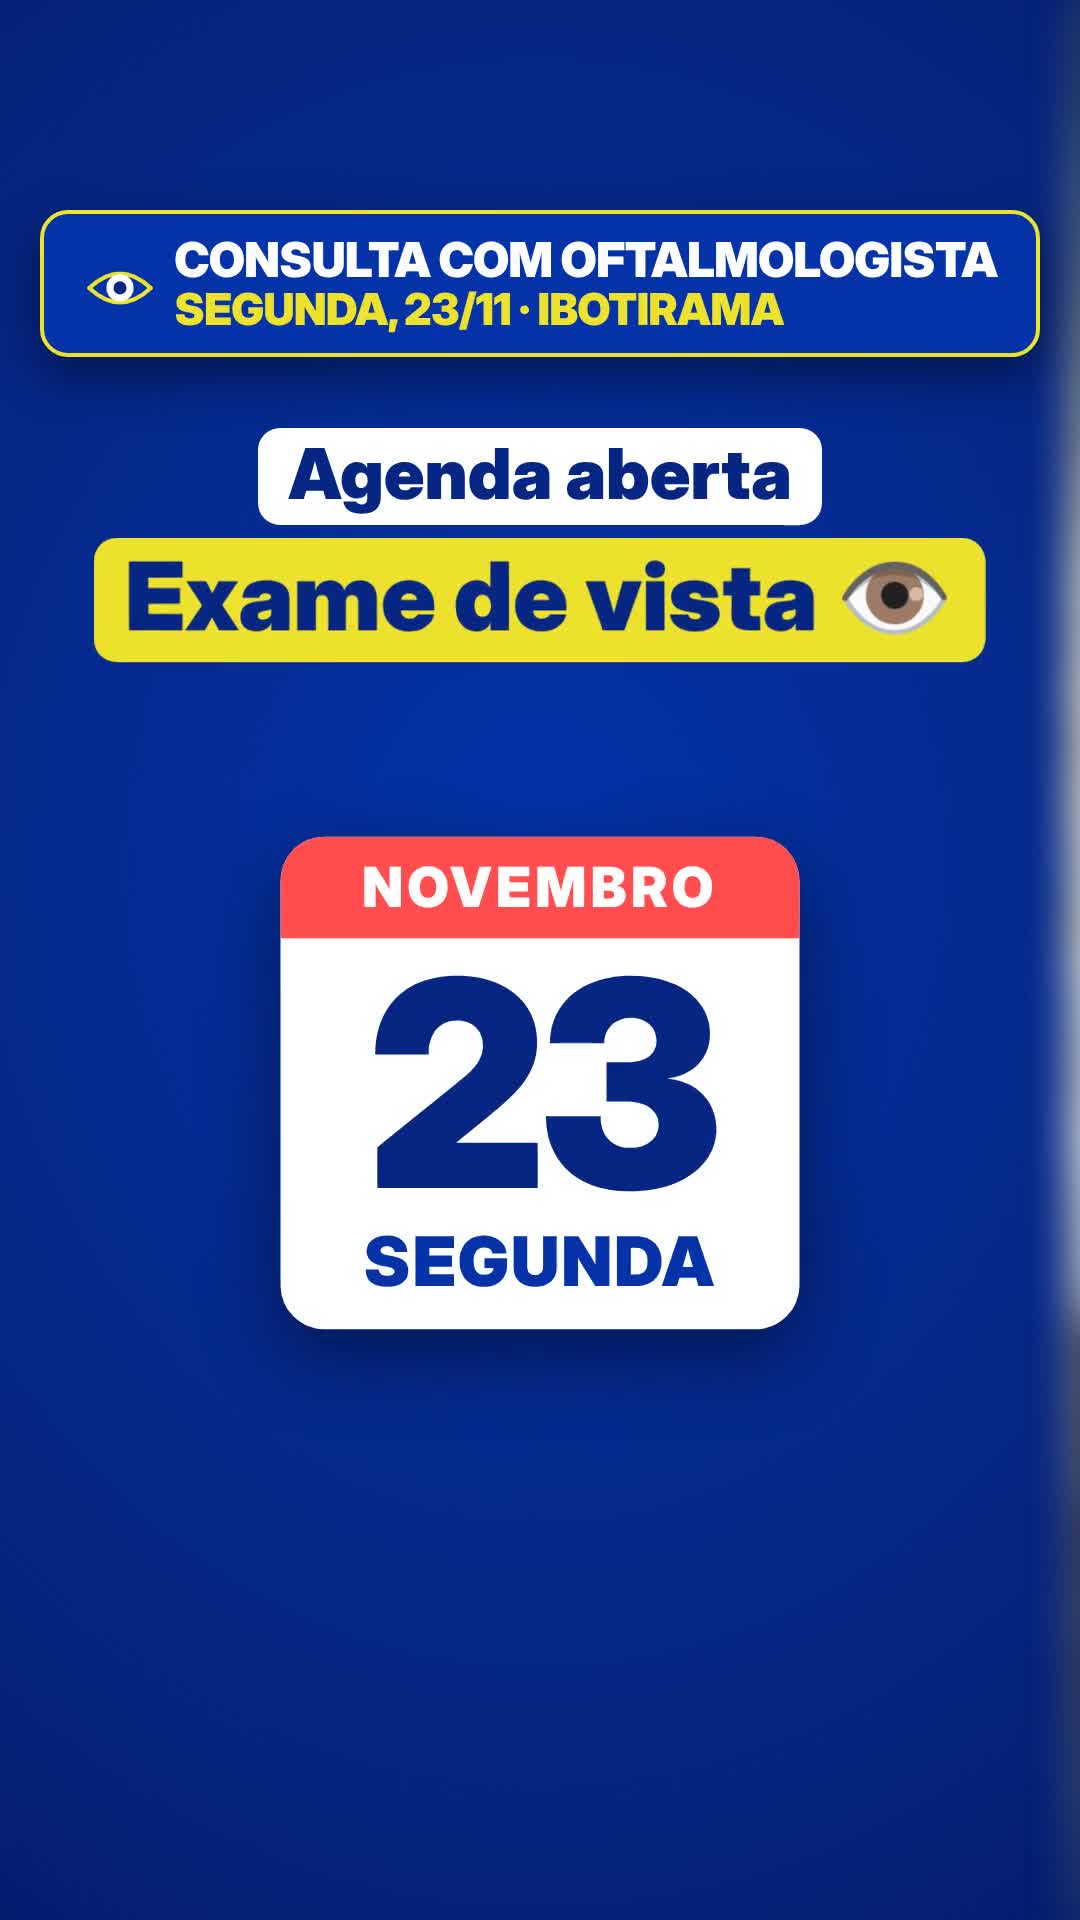 CONSULTA COM OFTALMOLOGISTA
SEGUNDA, 23/11 · IBOTIRAMA
Agenda aberta
Exame de vista 👁️
NOVEMBRO
23
SEGUNDA